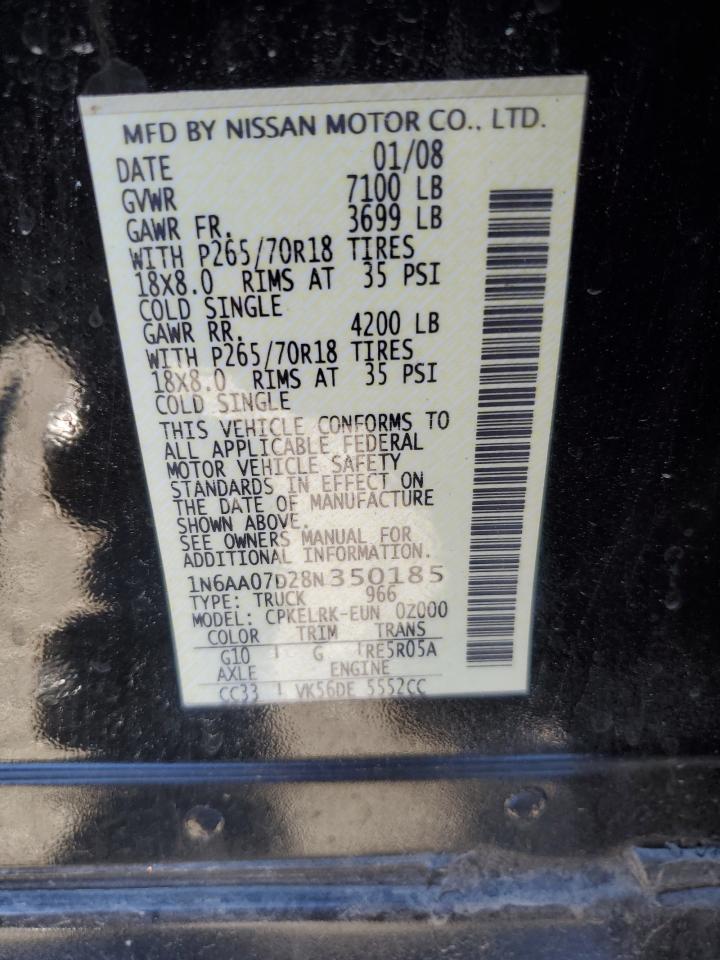 MFD BY NISSAN MOTOR CO., LTD.
DATE 01/08
GVWR 7100 LB
GAWR FR. 3699 LB
WITH P265/70R18 TIRES
18X8.0 RIMS AT 35 PSI
COLD SINGLE
GAWR RR. 4200 LB
WITH P265/70R18 TIRES
18X8.0 RIMS AT 35 PSI
COLD SINGLE
THIS VEHICLE CONFORMS TO
ALL APPLICABLE FEDERAL
MOTOR VEHICLE SAFETY
STANDARDS IN EFFECT ON
THE DATE OF MANUFACTURE
SHOWN ABOVE.
SEE OWNERS MANUAL FOR
ADDITIONAL INFORMATION.
1N6AA07D28N350185
TYPE: TRUCK 966
MODEL: CPKELRK-EUN 02000
COLOR TRIM TRANS
G10 G RE5R05A
AXLE ENGINE
CC33 VK56DE 5552CC